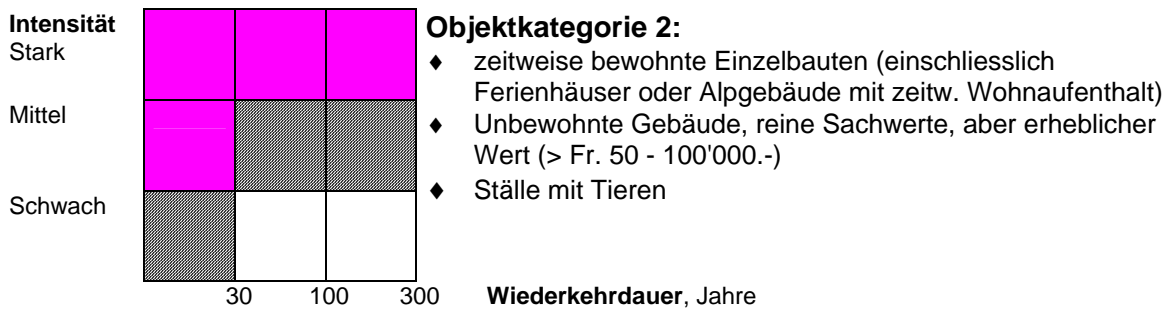 Intensität
Stark
Mittel
Schwach
30 100 300 Wiederkehrdauer, Jahre
Objektkategorie 2:
♦ zeitweise bewohnte Einzelbauten (einschliesslich
Ferienhäuser oder Alpgebäude mit zeitw. Wohnaufenthalt)
♦ Unbewohnte Gebäude, reine Sachwerte, aber erheblicher
Wert (> Fr. 50 - 100'000.-)
♦ Ställe mit Tieren